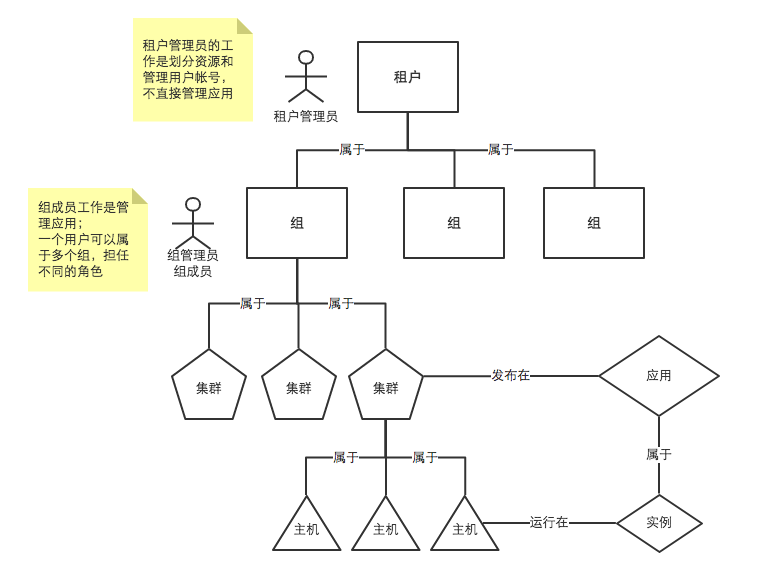 租户管理员的工
作是划分资源和
管理用户帐号，
不直接管理应用
租户管理员
租户
属于
属于
组成员工作是管
理应用；
一个用户可以属
于多个组，担任
不同的角色
组管理员
组成员
组
组
组
属于
属于
集群
集群
集群
发布在
应用
属于
属于
属于
主机
主机
主机
运行在
实例